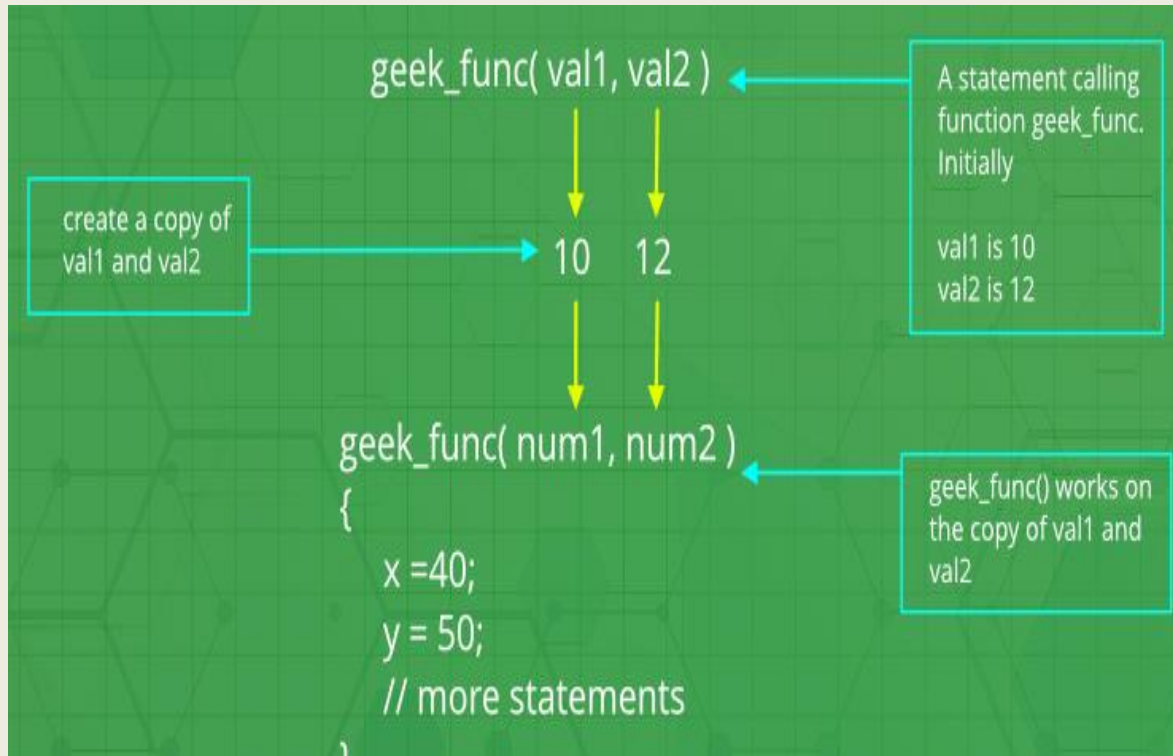 geek_func( val1, val2 )
A statement calling
function geek_func.
Initially
val1 is 10
val2 is 12
create a copy of
val1 and val2
10 12
geek_func( num1, num2 )
{
geek_func() works on
the copy of val1 and
val2
x =40;
y = 50;
// more statements
}